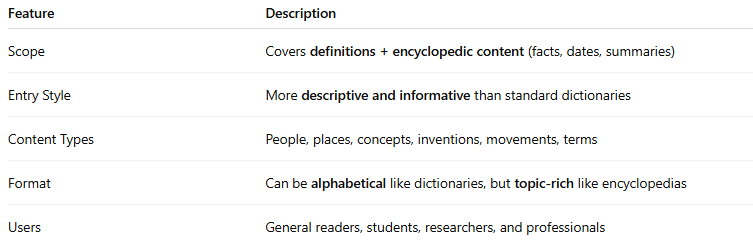 Feature Description
Scope Covers definitions + encyclopedic content (facts, dates, summaries)
Entry Style More descriptive and informative than standard dictionaries
Content Types People, places, concepts, inventions, movements, terms
Format Can be alphabetical like dictionaries, but topic-rich like encyclopedias
Users General readers, students, researchers, and professionals